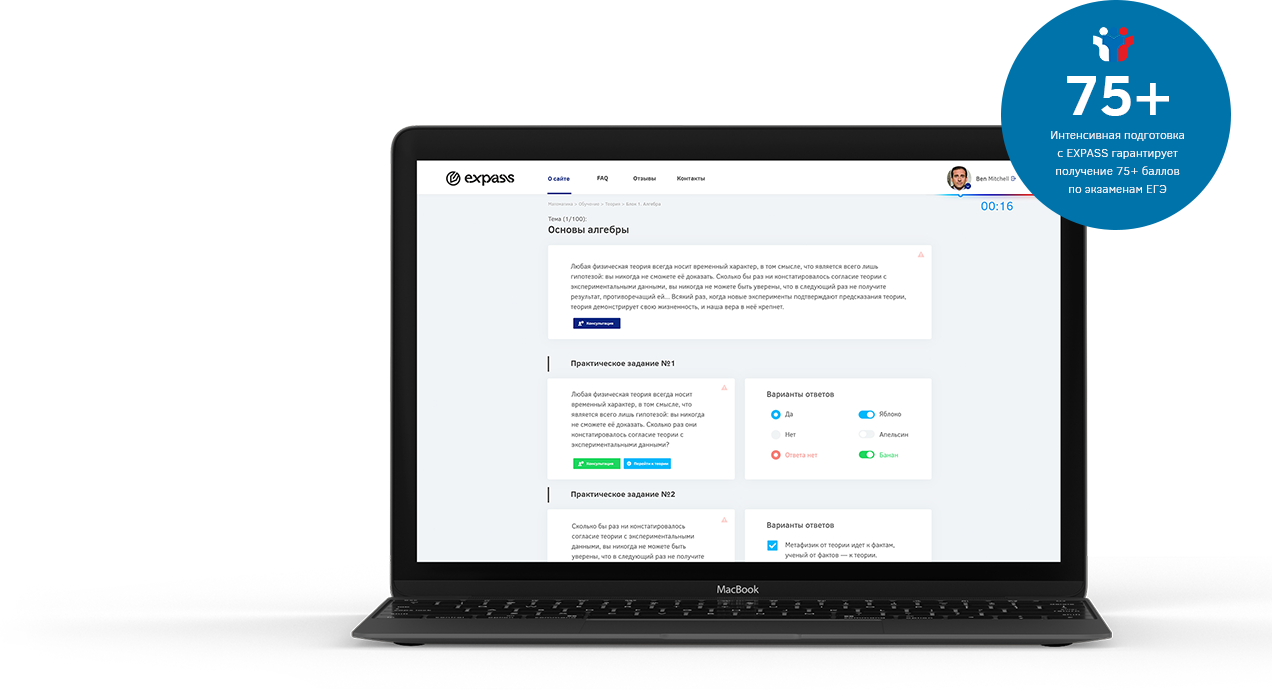 75+
Интенсивная подготовка
с EXPASS гарантирует
получение 75+ баллов
по экзаменам ЕГЭ
expass
О сайте
FAQ
Отзывы
Контакты
Ben Mitchell
00:16
Математика > Обучение > Теория > Блок 1. Алгебра
Тема (1/100):
Основы алгебры
Любая физическая теория всегда носит временный характер, в том смысле, что является всего лишь
гипотезой: вы никогда не сможете её доказать. Сколько бы раз ни констатировалось согласие теории с
экспериментальными данными, вы никогда не можете быть уверены, что в следующий раз не получите
результат, противоречащий ей... Всякий раз, когда новые эксперименты подтверждают предсказания теории,
теория демонстрирует свою жизненность, и наша вера в неё крепнет.
Консультация
Практическое задание №1
Любая физическая теория всегда носит
временный характер, в том смысле, что
является всего лишь гипотезой: вы никогда
не сможете её доказать. Сколько раз они
констатировалось согласие теории с
экспериментальными данными?
Консультация
Перейти к теории
Варианты ответов
Да
Яблоко
Нет
Апельсин
Ответа нет
Банан
Практическое задание №2
Сколько бы раз ни констатировалось
согласие теории с экспериментальными
данными, вы никогда не можете быть
уверены, что в следующий раз не получите
Варианты ответов
Метафизик от теории идет к фактам,
ученый от фактов — к теории.
MacBook